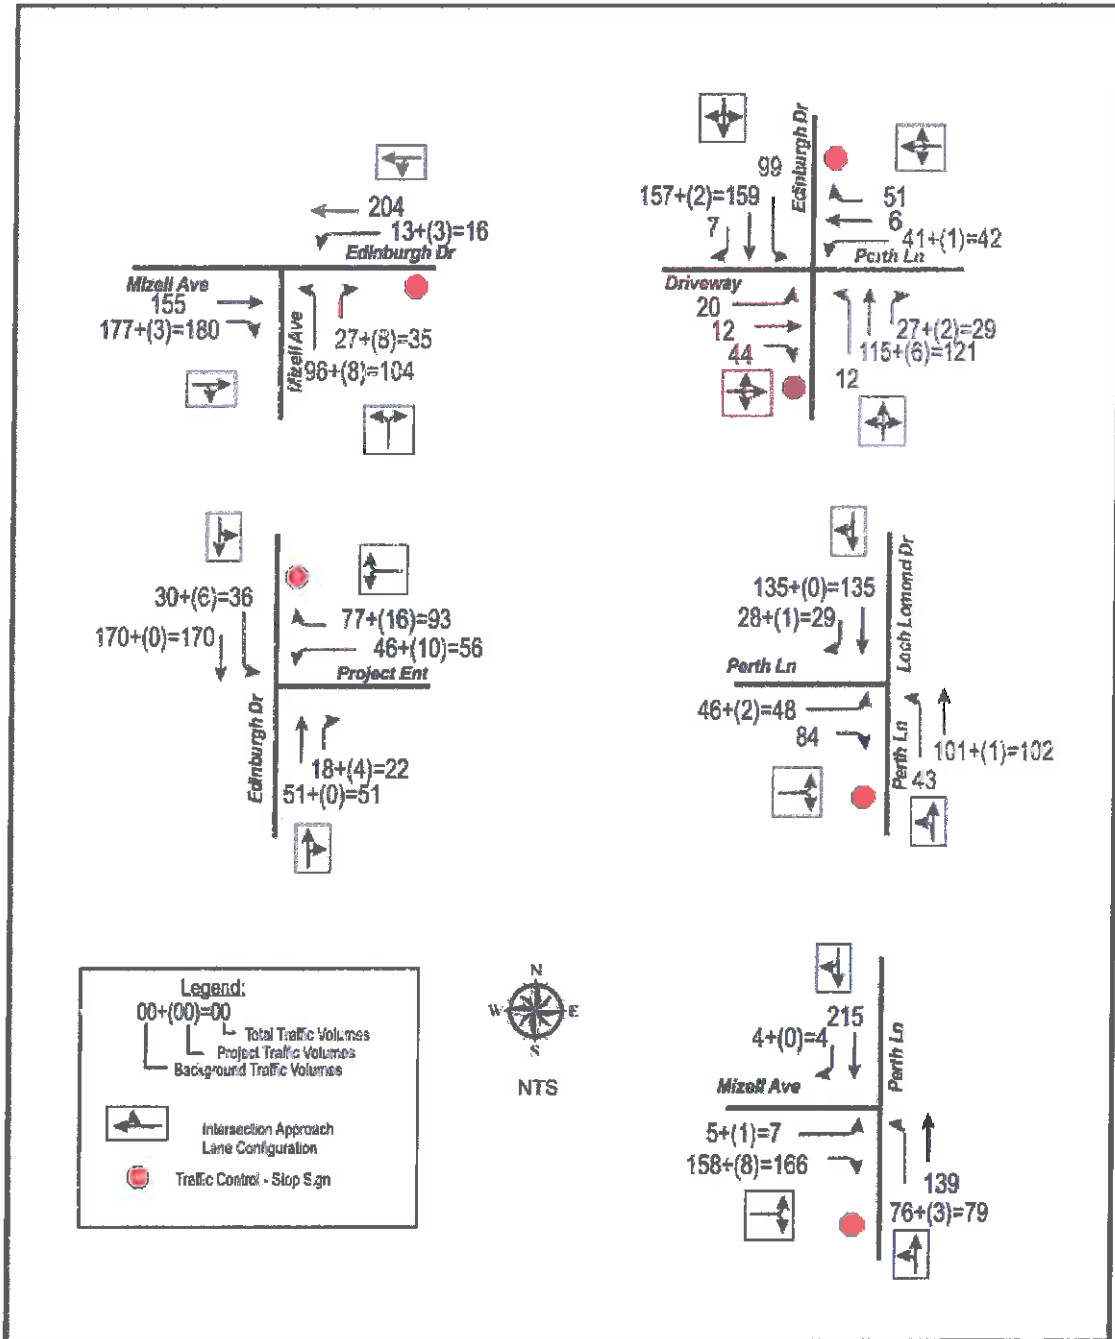 204
13+(3)=16
Edinburgh Dr
Mizell Ave
155
177+(3)=180
Mizell Ave
27+(8)=35
96+(8)=104
Edinburgh Dr
99
157+(2)=159
7
51
6
41+(1)=42
Perth Ln
Driveway
20
12
44
27+(2)=29
115+(6)=121
12
30+(6)=36
170+(0)=170
77+(16)=93
46+(10)=56
Project Ent
Edinburgh Dr
18+(4)=22
51+(0)=51
Loch Lomond Dr
135+(0)=135
28+(1)=29
Perth Ln
46+(2)=48
84
Perth Ln
101+(1)=102
43
Legend:
00+(00)=00
Total Traffic Volumes
Project Traffic Volumes
Background Traffic Volumes
Intersection Approach
Lane Configuration
Traffic Control - Stop Sign
N
W
E
S
NTS
215
4+(0)=4
Perth Ln
Mizell Ave
5+(1)=7
158+(8)=166
139
76+(3)=79